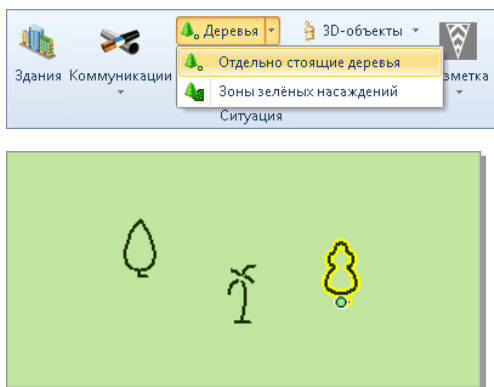 Деревья
3D-объекты
Здания
Коммуникации
Отдельно стоящие деревья
Зоны зелёных насаждений
зметка
Ситуация